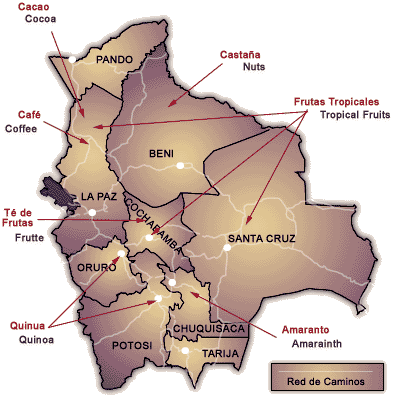 Cacao
Cocoa
PANDO
Castaña
Nuts
Frutas Tropicales
Tropical Fruits
Café
Coffee
BENI
LA PAZ
COCHABAMBA
Té de
Frutas
Frutte
SANTA CRUZ
ORURO
Quinua
Quinoa
POTOSI
CHUQUISACA
TARIJA
Amaranto
Amarainth
Red de Caminos